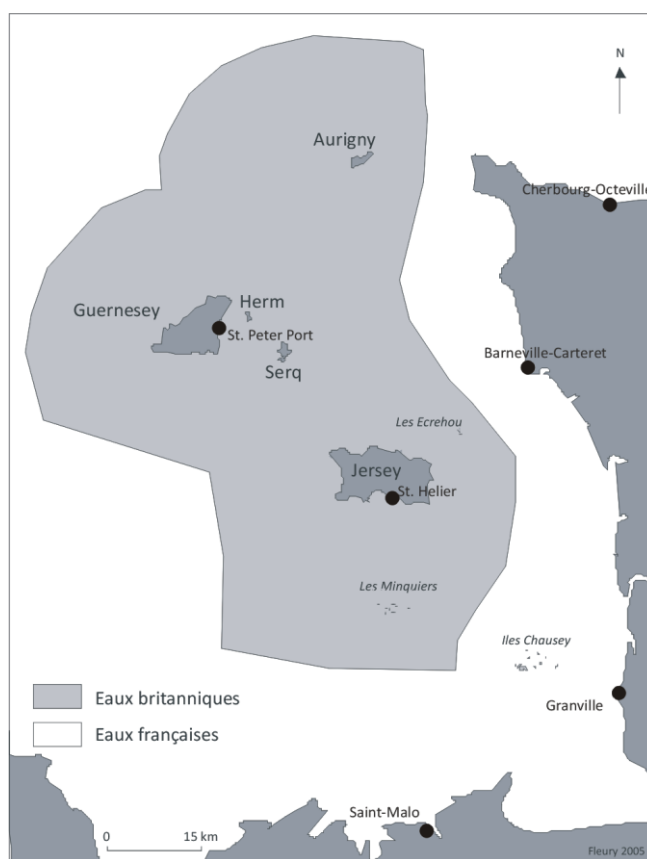 N
Aurigny
Cherbourg-Octeville
Herm
Guernesey
St. Peter Port
Serq
Barneville-Carteret
Les Ecrehou
Jersey
St. Helier
Les Minquiers
Iles Chausey
Eaux britanniques
Granville
Eaux françaises
Saint-Malo
0 15 km
Fleury 2005